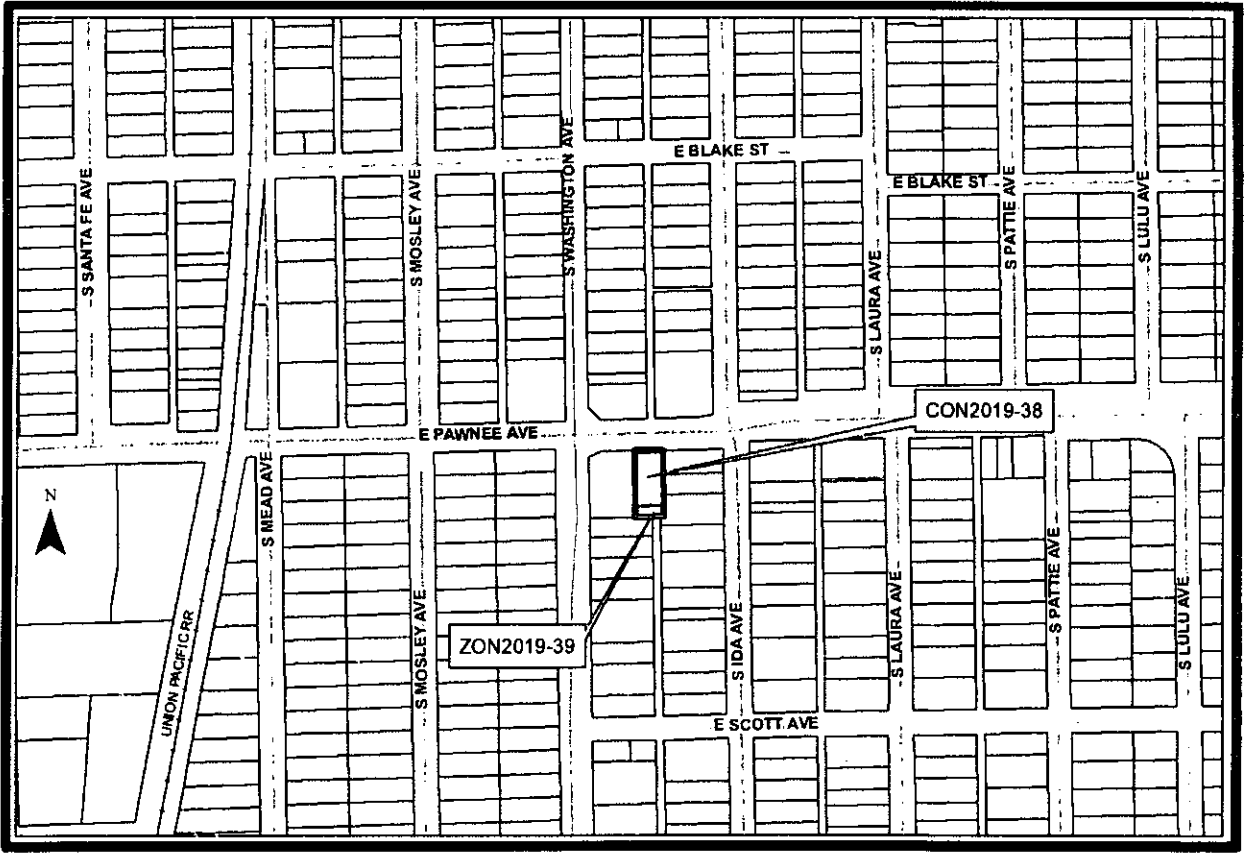 E BLAKE ST
E BLAKE ST
S SANTA FE AVE
S MOSLEY AVE
S WASHINGTON AVE
S LAURA AVE
S PATTIE AVE
S LULU AVE
CON2019-38
E PAWNEE AVE
N
S MEAD AVE
UNION PACIFIC RR
S MOSLEY AVE
ZON2019-39
S IDA AVE
S LAURA AVE
S PATTIE AVE
S LULU AVE
E SCOTT AVE